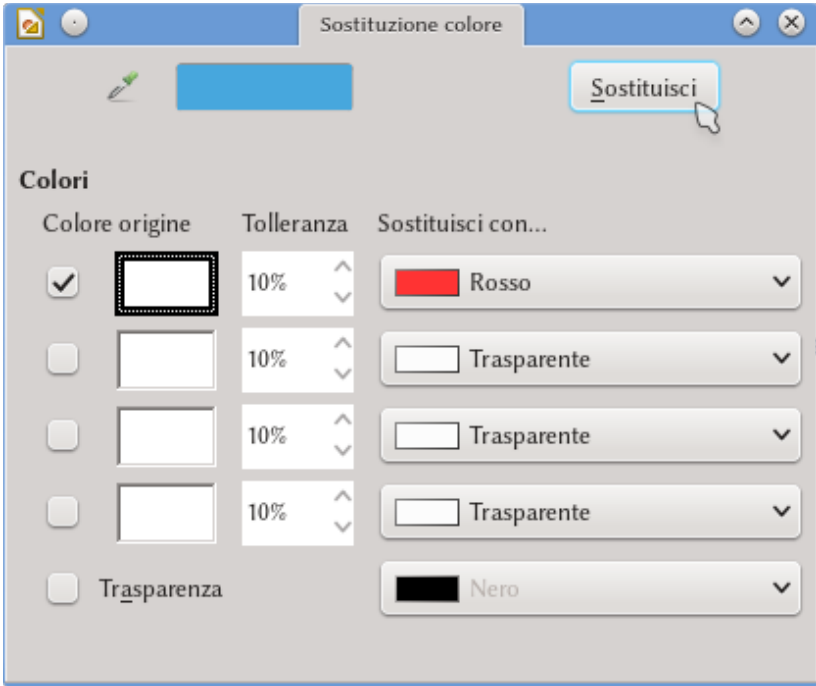 Sostituzione colore
Sostituisci
Colori
Colore origine Tolleranza Sostituisci con...
10% Rosso
10% Trasparente
10% Trasparente
10% Trasparente
Trasparenza Nero